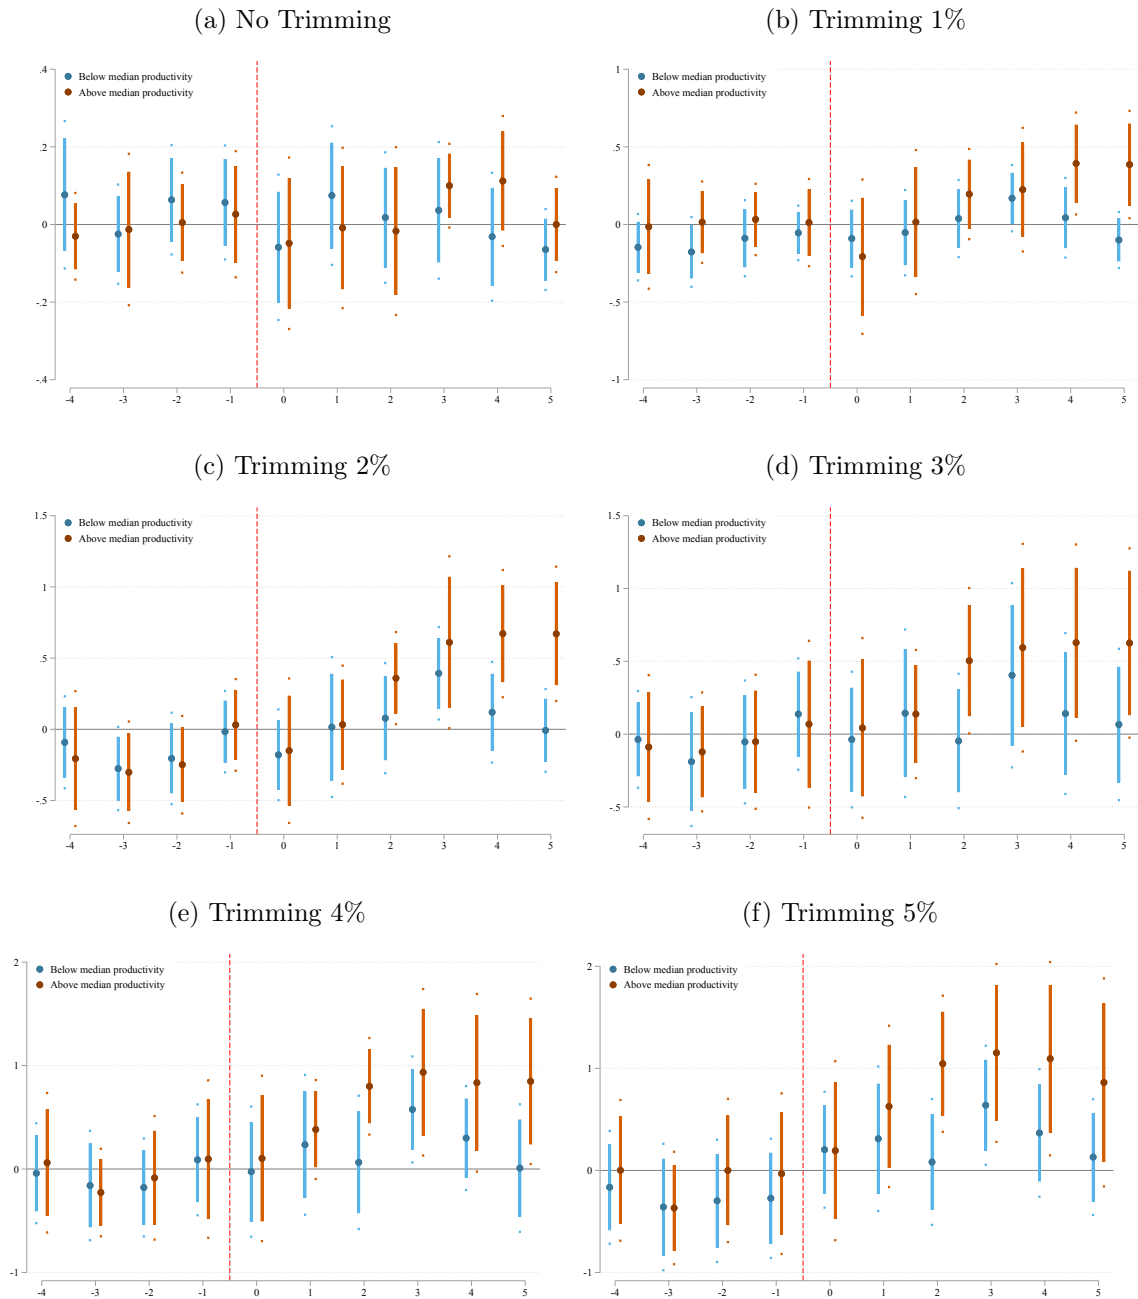 (a) No Trimming
.4
.2
0
-.2
-.4
Below median productivity
Above median productivity
-4 -3 -2 -1 0 1 2 3 4 5
(b) Trimming 1%
1
.5
0
-.5
-1
Below median productivity
Above median productivity
-4 -3 -2 -1 0 1 2 3 4 5
(c) Trimming 2%
1.5
1
.5
0
-.5
Below median productivity
Above median productivity
-4 -3 -2 -1 0 1 2 3 4 5
(d) Trimming 3%
1.5
1
.5
0
-.5
Below median productivity
Above median productivity
-4 -3 -2 -1 0 1 2 3 4 5
(e) Trimming 4%
2
1
0
-1
Below median productivity
Above median productivity
-4 -3 -2 -1 0 1 2 3 4 5
(f) Trimming 5%
2
1
0
-1
Below median productivity
Above median productivity
-4 -3 -2 -1 0 1 2 3 4 5